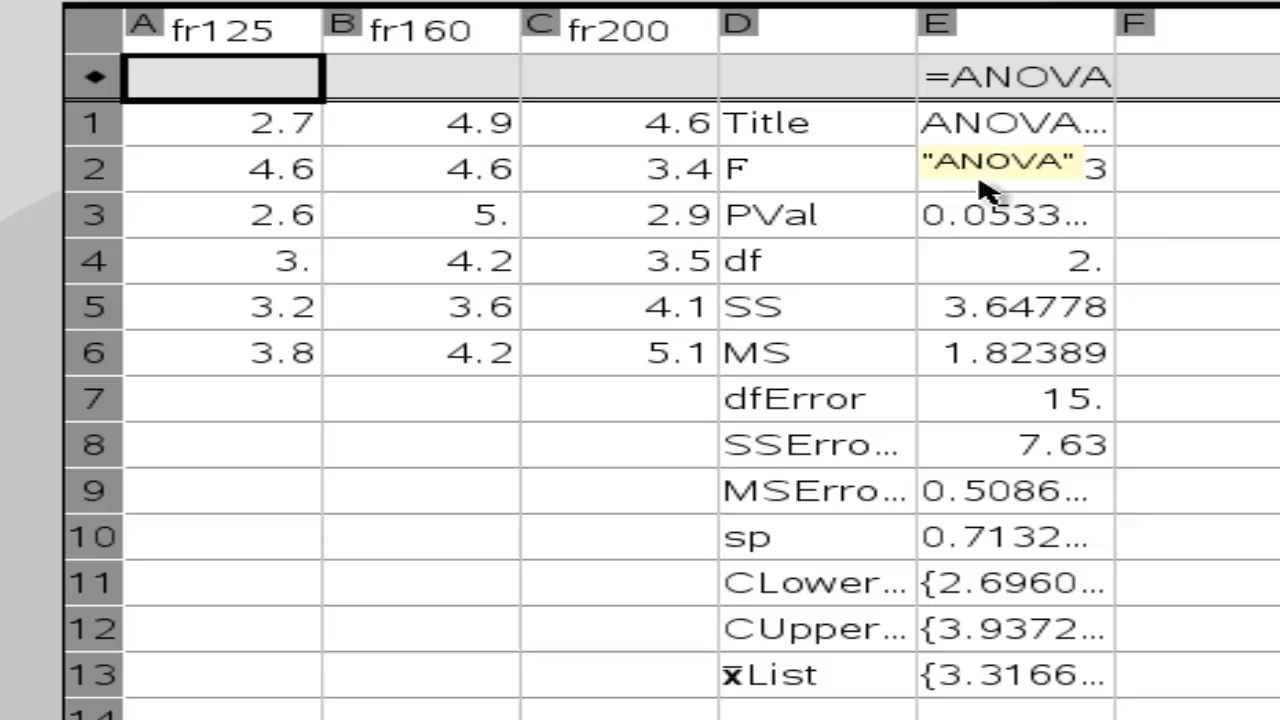 A fr125 B fr160 C fr200 D E F
◆ =ANOVA
1 2.7 4.9 4.6 Title ANOVA...
2 4.6 4.6 3.4 F "ANOVA" 3
3 2.6 5. 2.9 PVal 0.0533...
4 3. 4.2 3.5 df 2.
5 3.2 3.6 4.1 SS 3.64778
6 3.8 4.2 5.1 MS 1.82389
7 dfError 15.
8 SSErro... 7.63
9 MSErro... 0.5086...
10 sp 0.7132...
11 CLower... {2.6960...
12 CUpper... {3.9372...
13 x̄List {3.3166...
14